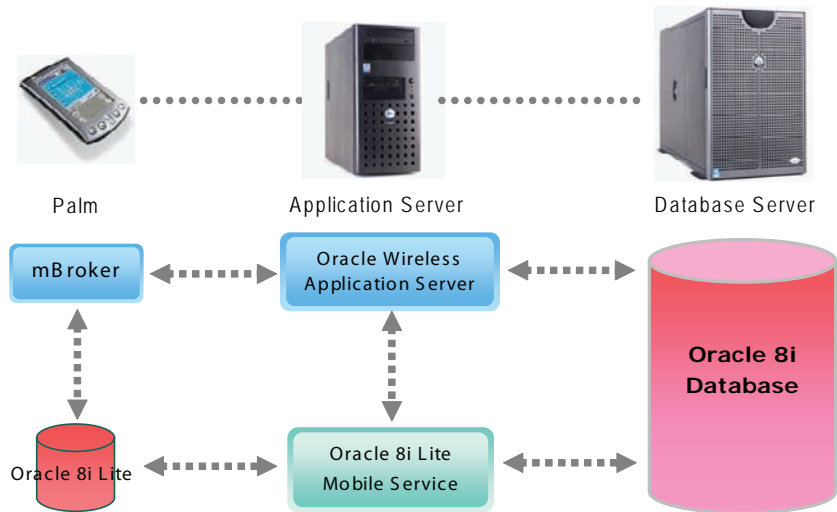 Palm
Application Server
Database Server
mBroker
Oracle Wireless
Application Server
Oracle 8i
Database
Oracle 8i Lite
Oracle 8i Lite
Mobile Service